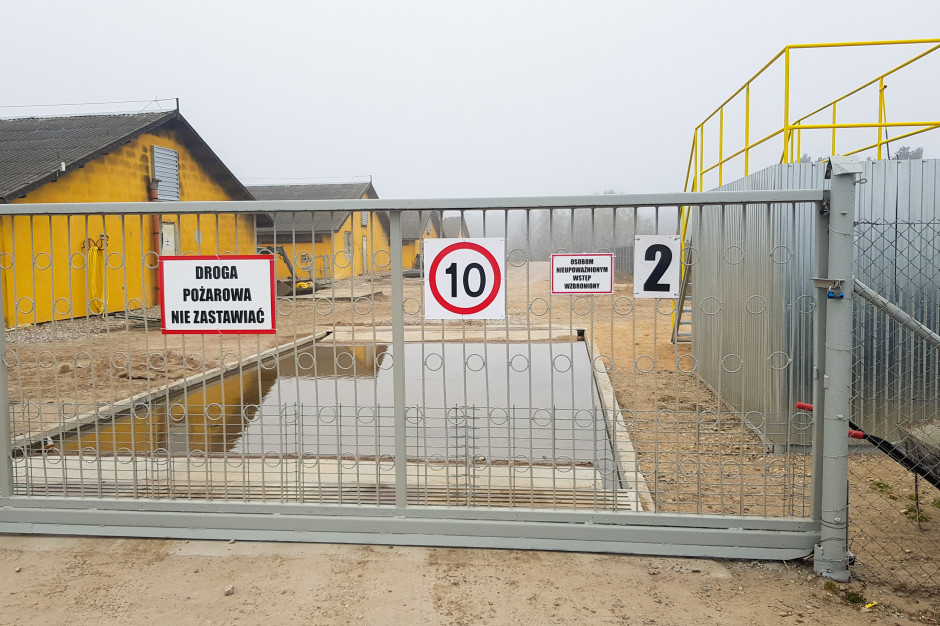 DROGA
POŻAROWA
NIE ZASTAWIAĆ
10
OSOBOM
NIEUPOWAŻNIONYM
WSTĘP
WZBRONIONY
2